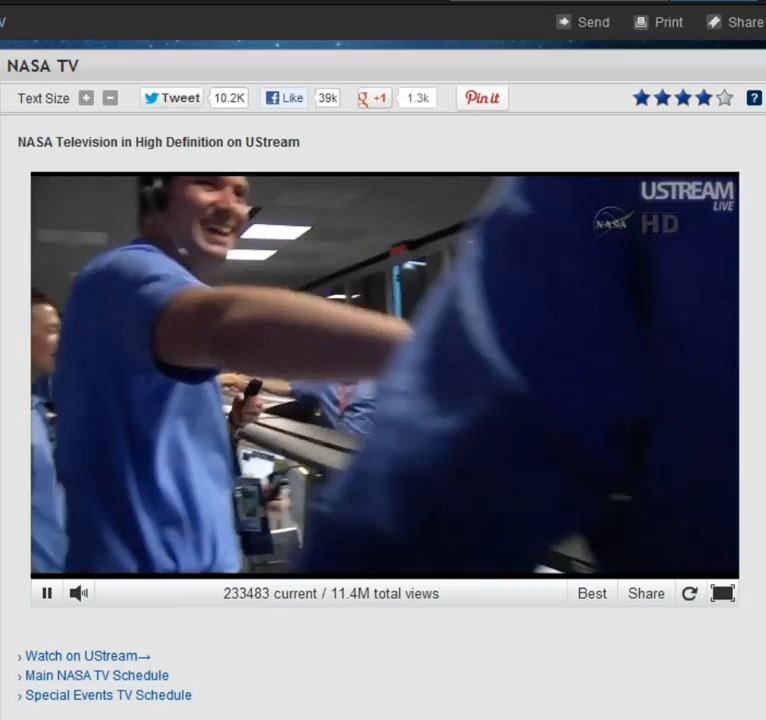 V
Send
Print
Share
NASA TV
Text Size + -
Tweet 10.2K
Like 39k
g +1 1.3k
Pin it
?
NASA Television in High Definition on UStream
USTREAM
LIVE
NASA HD
233483 current / 11.4M total views
Best
Share
› Watch on UStream→
› Main NASA TV Schedule
› Special Events TV Schedule